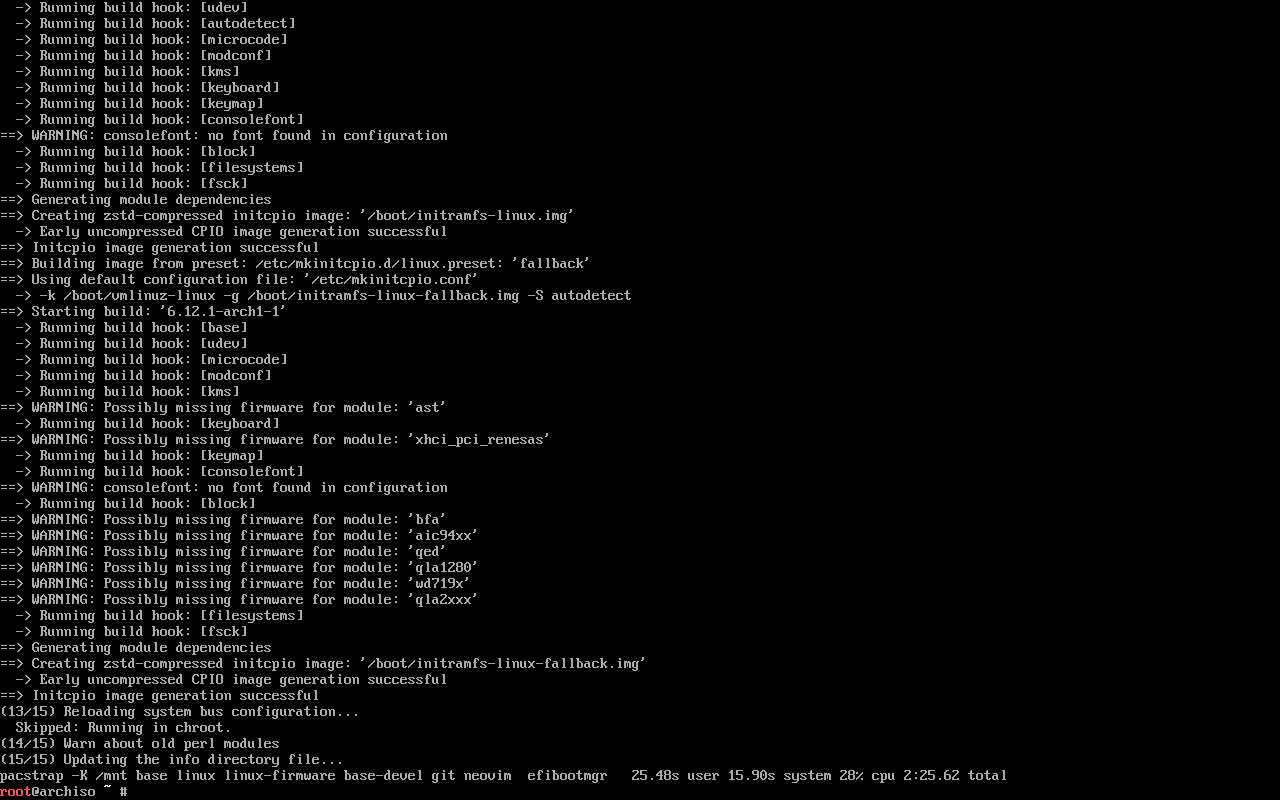 -> Running build hook: [udev]
  -> Running build hook: [autodetect]
  -> Running build hook: [microcode]
  -> Running build hook: [modconf]
  -> Running build hook: [kms]
  -> Running build hook: [keyboard]
  -> Running build hook: [keymap]
  -> Running build hook: [consolefont]
==> WARNING: consolefont: no font found in configuration
  -> Running build hook: [block]
  -> Running build hook: [filesystems]
  -> Running build hook: [fsck]
==> Generating module dependencies
==> Creating zstd-compressed initcpio image: '/boot/initramfs-linux.img'
  -> Early uncompressed CPIO image generation successful
==> Initcpio image generation successful
==> Building image from preset: /etc/mkinitcpio.d/linux.preset: 'fallback'
==> Using default configuration file: '/etc/mkinitcpio.conf'
  -> -k /boot/vmlinuz-linux -g /boot/initramfs-linux-fallback.img -S autodetect
==> Starting build: '6.12.1-arch1-1'
  -> Running build hook: [base]
  -> Running build hook: [udev]
  -> Running build hook: [microcode]
  -> Running build hook: [modconf]
  -> Running build hook: [kms]
==> WARNING: Possibly missing firmware for module: 'ast'
  -> Running build hook: [keyboard]
==> WARNING: Possibly missing firmware for module: 'xhci_pci_renesas'
  -> Running build hook: [keymap]
  -> Running build hook: [consolefont]
==> WARNING: consolefont: no font found in configuration
  -> Running build hook: [block]
==> WARNING: Possibly missing firmware for module: 'bfa'
==> WARNING: Possibly missing firmware for module: 'aic94xx'
==> WARNING: Possibly missing firmware for module: 'qed'
==> WARNING: Possibly missing firmware for module: 'qla1280'
==> WARNING: Possibly missing firmware for module: 'wd719x'
==> WARNING: Possibly missing firmware for module: 'qla2xxx'
  -> Running build hook: [filesystems]
  -> Running build hook: [fsck]
==> Generating module dependencies
==> Creating zstd-compressed initcpio image: '/boot/initramfs-linux-fallback.img'
  -> Early uncompressed CPIO image generation successful
==> Initcpio image generation successful
(13/15) Reloading system bus configuration...
  Skipped: Running in chroot.
(14/15) Warn about old perl modules
(15/15) Updating the info directory file...
pacstrap -K /mnt base linux linux-firmware base-devel git neovim  efibootmgr   25.48s user 15.90s system 28% cpu 2:25.62 total
root@archiso ~ #